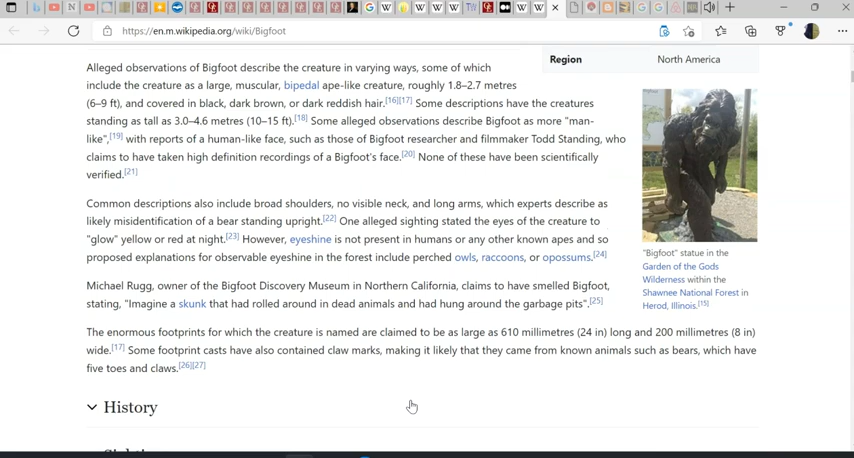 https://en.m.wikipedia.org/wiki/Bigfoot
Region North America
Alleged observations of Bigfoot describe the creature in varying ways, some of which
include the creature as a large, muscular, bipedal ape-like creature, roughly 1.8–2.7 metres
(6–9 ft), and covered in black, dark brown, or dark reddish hair.[16][17] Some descriptions have the creatures
standing as tall as 3.0–4.6 metres (10–15 ft).[18] Some alleged observations describe Bigfoot as more "man-
like",[19] with reports of a human-like face, such as those of Bigfoot researcher and filmmaker Todd Standing, who
claims to have taken high definition recordings of a Bigfoot's face.[20] None of these have been scientifically
verified.[21]
Common descriptions also include broad shoulders, no visible neck, and long arms, which experts describe as
likely misidentification of a bear standing upright.[22] One alleged sighting stated the eyes of the creature to
"glow" yellow or red at night.[23] However, eyeshine is not present in humans or any other known apes and so
proposed explanations for observable eyeshine in the forest include perched owls, raccoons, or opossums.[24]
Michael Rugg, owner of the Bigfoot Discovery Museum in Northern California, claims to have smelled Bigfoot,
stating, "Imagine a skunk that had rolled around in dead animals and had hung around the garbage pits".[25]
The enormous footprints for which the creature is named are claimed to be as large as 610 millimetres (24 in) long and 200 millimetres (8 in)
wide.[17] Some footprint casts have also contained claw marks, making it likely that they came from known animals such as bears, which have
five toes and claws.[26][27]
"Bigfoot" statue in the
Garden of the Gods
Wilderness within the
Shawnee National Forest in
Herod, Illinois.[15]
History